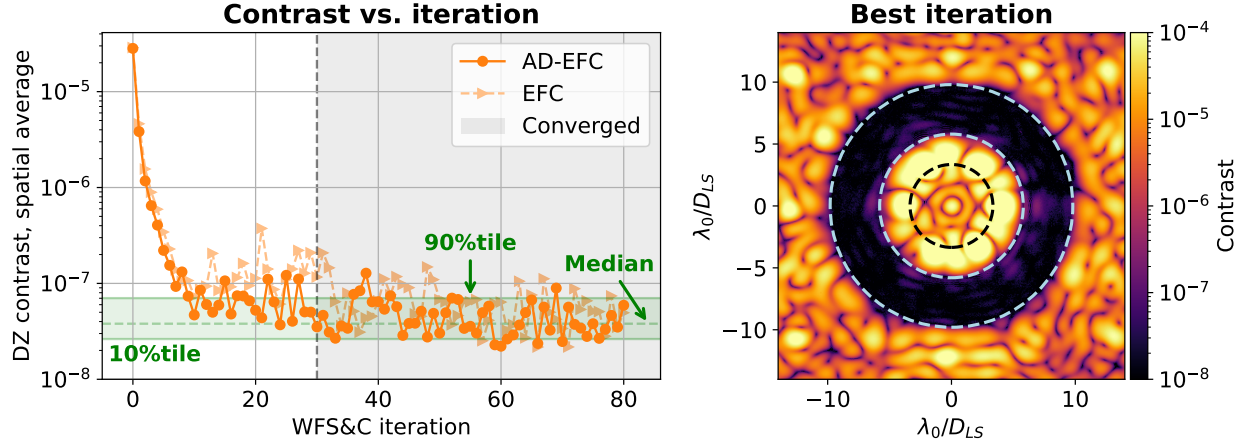 Contrast vs. iteration
DZ contrast, spatial average
10⁻⁵
10⁻⁶
10⁻⁷
10⁻⁸
AD-EFC
EFC
Converged
90%tile
Median
10%tile
0
20
40
60
80
WFS&C iteration
Best iteration
λ₀/D_LS
10
5
0
−5
−10
−10
0
10
λ₀/D_LS
10⁻⁴
10⁻⁵
10⁻⁶
10⁻⁷
10⁻⁸
Contrast